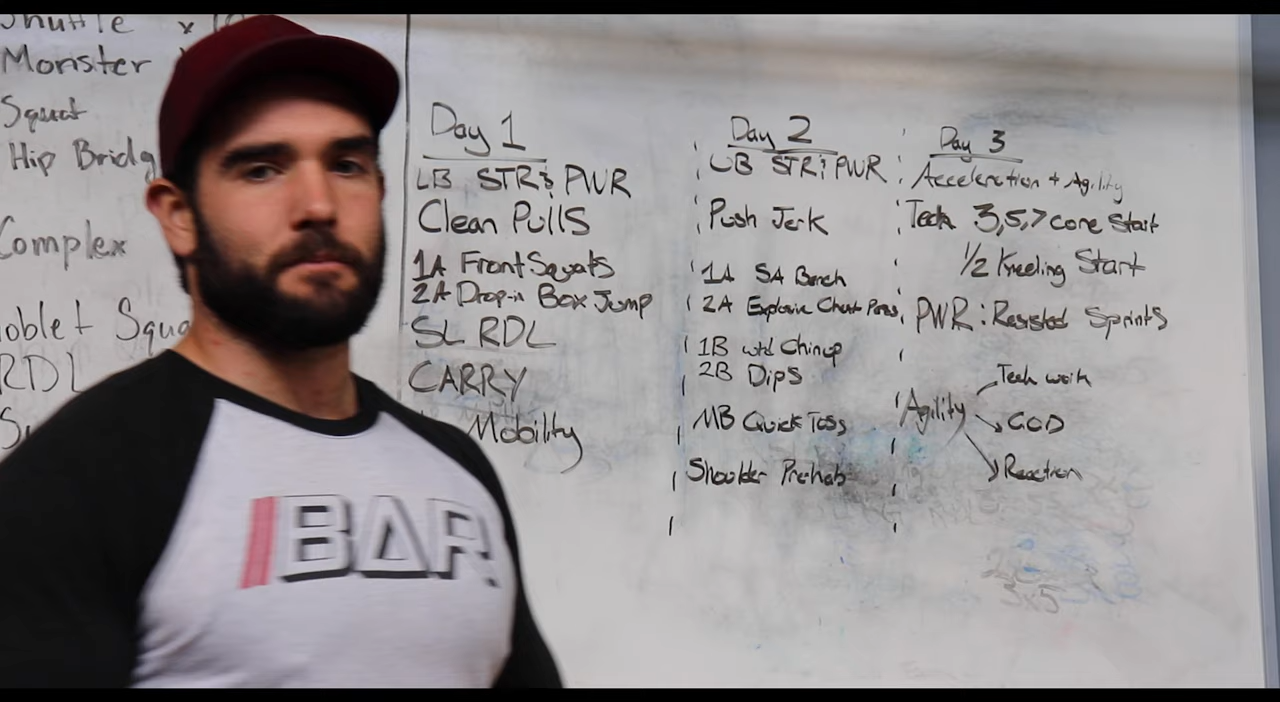 Shuttle x10
Monster
Squat
Hip Bridg
Complex
oblet Squa
RDL
Day 1
LB STR & PWR
Clean Pulls
1A Front Squats
2A Drop-in Box Jump
SL RDL
CARRY
Mobility
Day 2
UB STR & PWR
Push Jerk
1A SA Bench
2A Explosive Chest Pass
1B wtd Chinup
2B Dips
MB Quick Toss
Shoulder Prehab
Day 3
Acceleration + Agility
Tech 3,5,7 cone Start
1/2 Kneeling Start
PWR: Resisted Sprints
Agility
Tech work
COD
Reaction
3x5
BAR